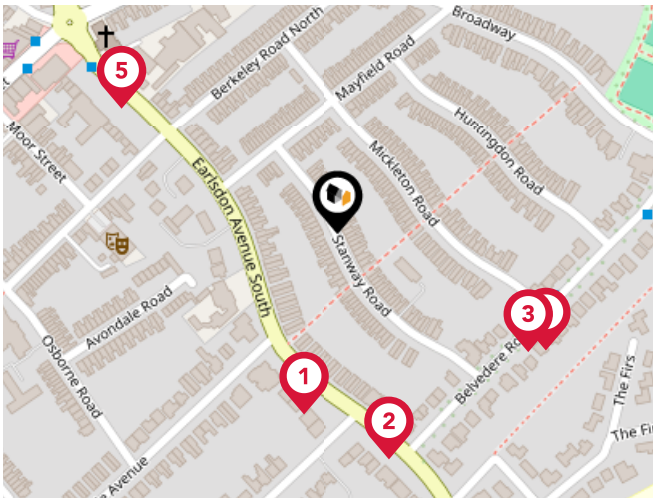 Broadway
Berkeley Road North
Mayfield Road
5
Huntingdon Road
Moor Street
Mickleton Road
Earlsdon Avenue South
Stanway Road
Avondale Road
3
Belvedere Ro
Osborne Road
1
The Firs
2
The Fi
e Avenue